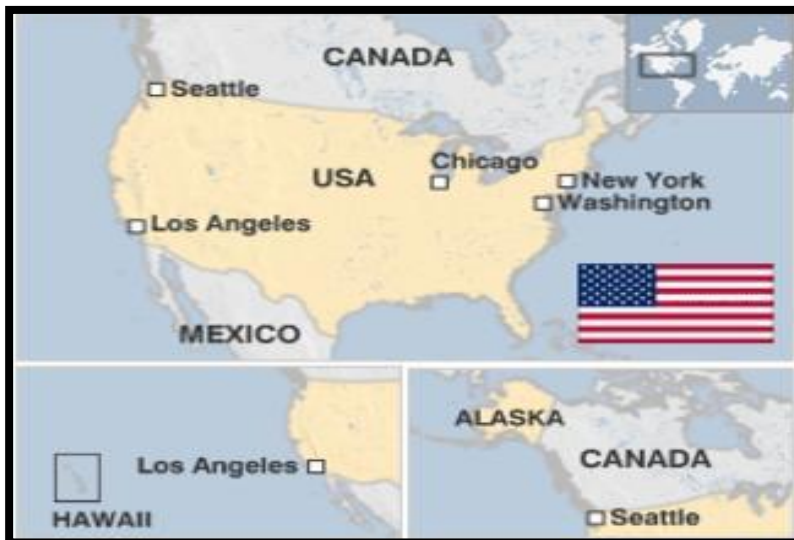 CANADA
Seattle
USA
Chicago
New York
Washington
Los Angeles
MEXICO
Los Angeles
HAWAII
ALASKA
CANADA
Seattle